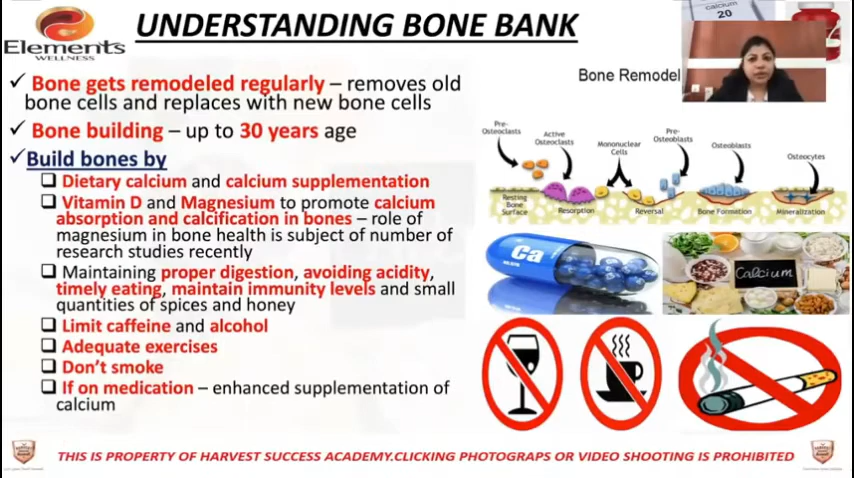 UNDERSTANDING BONE BANK
Elements
WELLNESS
calcium
20
✓ Bone gets remodeled regularly – removes old
bone cells and replaces with new bone cells
✓ Bone building – up to 30 years age
✓ Build bones by
❑ Dietary calcium and calcium supplementation
❑ Vitamin D and Magnesium to promote calcium
absorption and calcification in bones – role of
magnesium in bone health is subject of number of
research studies recently
❑ Maintaining proper digestion, avoiding acidity,
timely eating, maintain immunity levels and small
quantities of spices and honey
❑ Limit caffeine and alcohol
❑ Adequate exercises
❑ Don't smoke
❑ If on medication – enhanced supplementation of
calcium
Bone Remodel
Pre-
Osteoclasts
Active
Osteoclasts
Mononuclear
Cells
Pre-
Osteoblasts
Osteoblasts
Osteocytes
Resting
Bone
Surface
Resorption
Reversal
Bone Formation
Mineralization
Ca
Calcium
THIS IS PROPERTY OF HARVEST SUCCESS ACADEMY.CLICKING PHOTOGRAPS OR VIDEO SHOOTING IS PROHIBITED